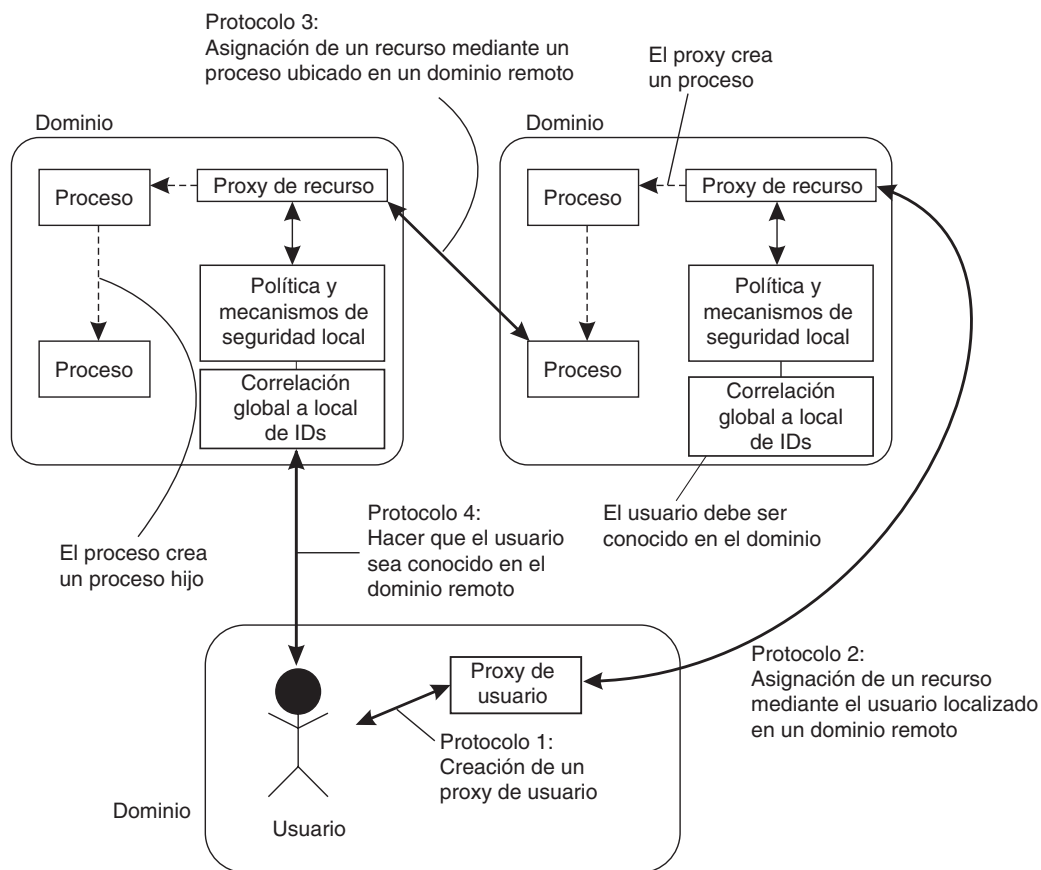 Protocolo 3:
Asignación de un recurso mediante un
proceso ubicado en un dominio remoto
El proxy crea
un proceso
Dominio
Proceso
Proxy de recurso
Política y
mecanismos de
seguridad local
Proceso
Correlación
global a local
de IDs
Dominio
Proceso
Proxy de recurso
Política y
mecanismos de
seguridad local
Proceso
Correlación
global a local
de IDs
El proceso crea
un proceso hijo
Protocolo 4:
Hacer que el usuario
sea conocido en el
dominio remoto
El usuario debe ser
conocido en el dominio
Proxy de
usuario
Protocolo 2:
Asignación de un recurso
mediante el usuario localizado
en un dominio remoto
Protocolo 1:
Creación de un
proxy de usuario
Dominio
Usuario